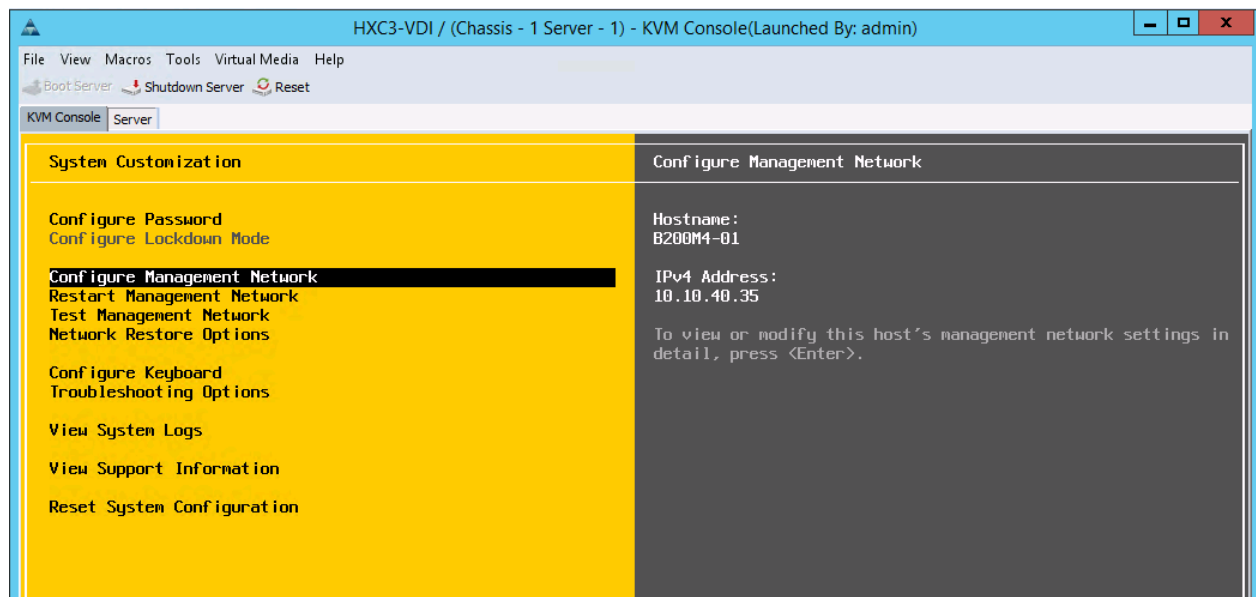 HXC3-VDI / (Chassis - 1 Server - 1) - KVM Console(Launched By: admin)
File View Macros Tools Virtual Media Help
Boot Server Shutdown Server Reset
KVM Console Server
System Customization
Configure Password
Configure Lockdown Mode
Configure Management Network
Restart Management Network
Test Management Network
Network Restore Options
Configure Keyboard
Troubleshooting Options
View System Logs
View Support Information
Reset System Configuration
Configure Management Network
Hostname:
B200M4-01
IPv4 Address:
10.10.40.35
To view or modify this host's management network settings in
detail, press <Enter>.